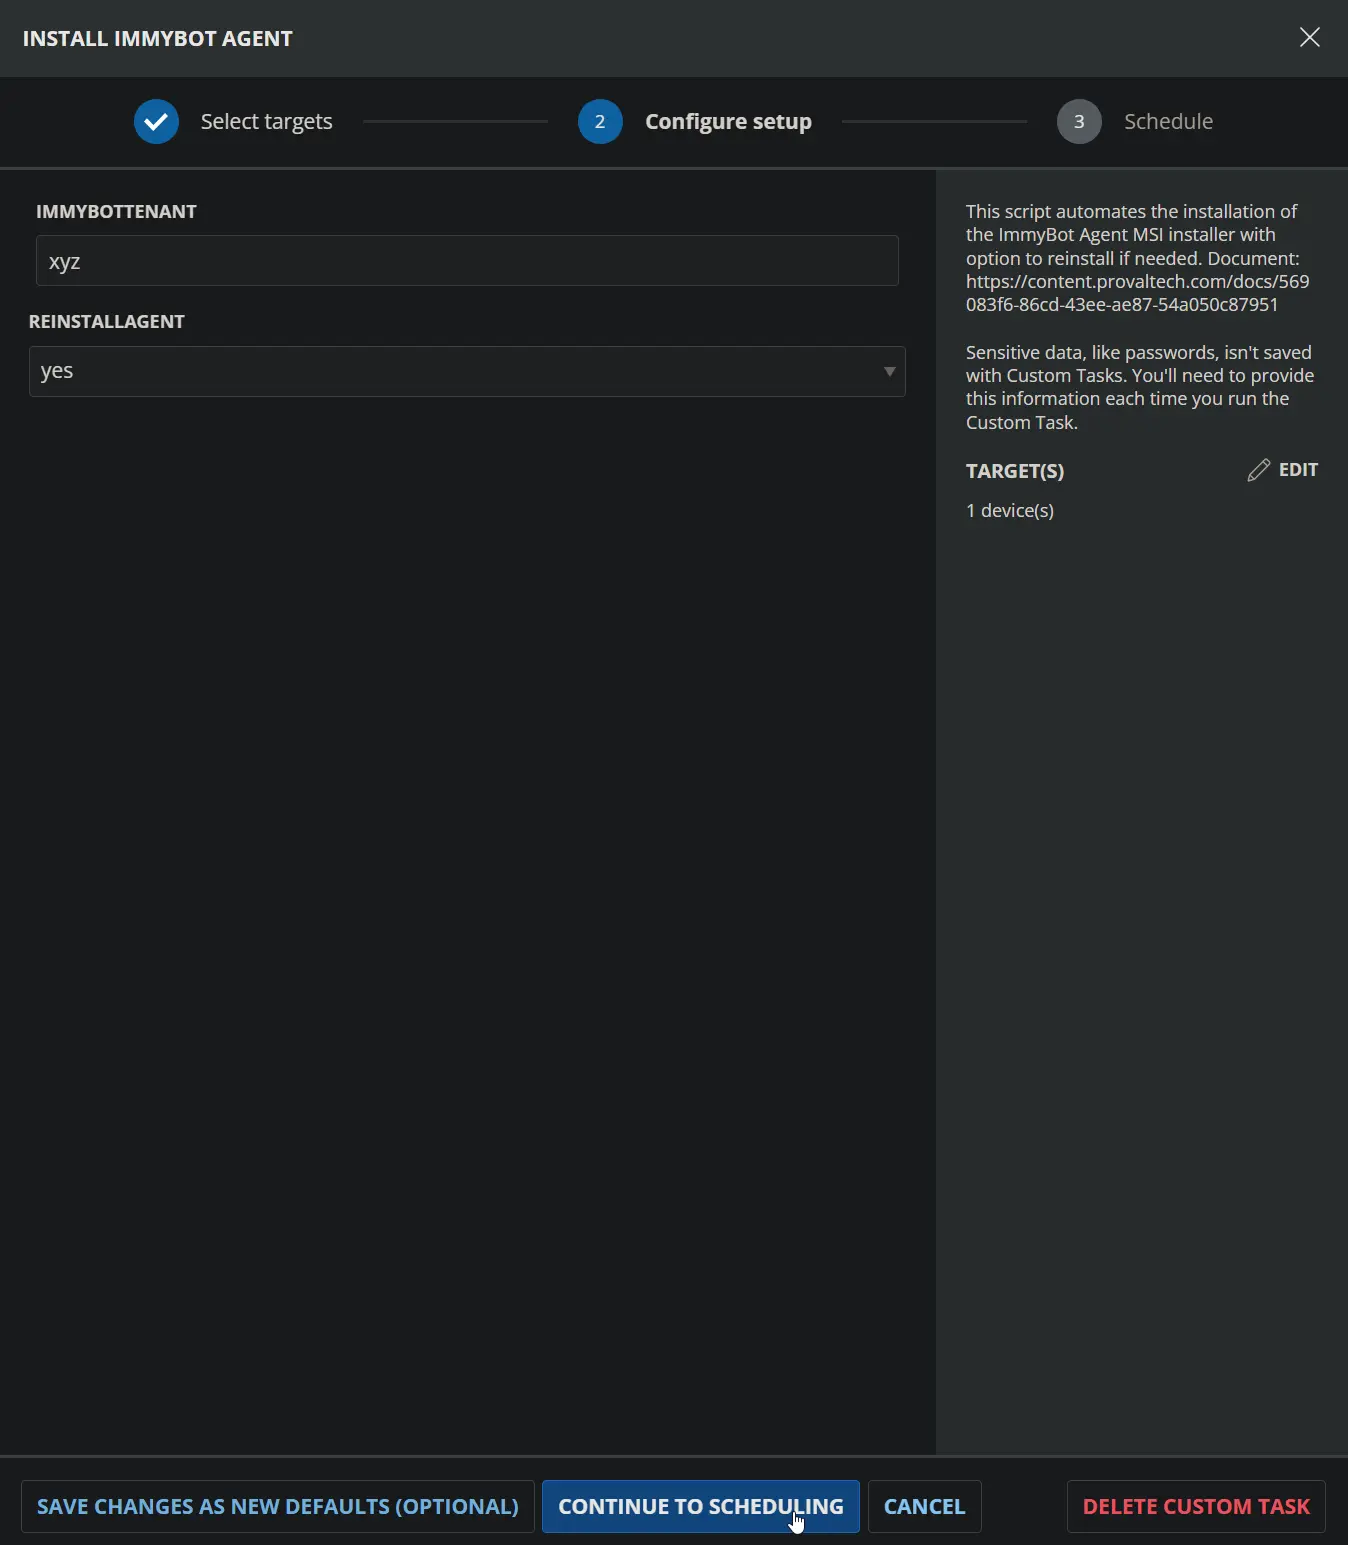 INSTALL IMMYBOT AGENT
Select targets
2
Configure setup
3
Schedule
IMMYBOTTENANT
xyz
REINSTALLAGENT
yes
This script automates the installation of
the ImmyBot Agent MSI installer with
option to reinstall if needed. Document:
https://content.provaltech.com/docs/569
083f6-86cd-43ee-ae87-54a050c87951
Sensitive data, like passwords, isn't saved
with Custom Tasks. You'll need to provide
this information each time you run the
Custom Task.
TARGET(S)
EDIT
1 device(s)
SAVE CHANGES AS NEW DEFAULTS (OPTIONAL)
CONTINUE TO SCHEDULING
CANCEL
DELETE CUSTOM TASK